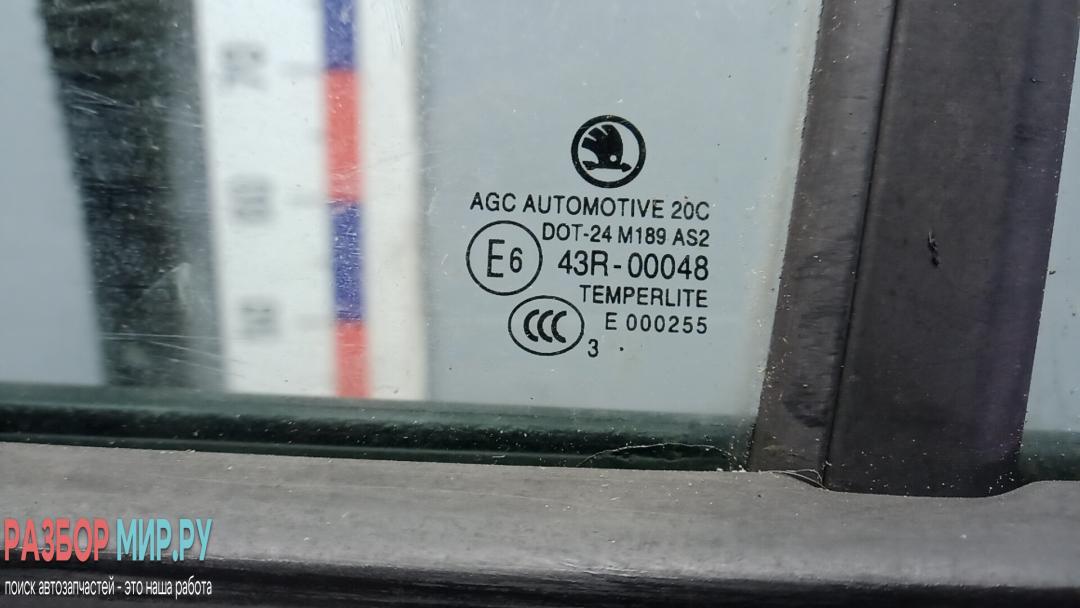 AGC AUTOMOTIVE 20C
DOT-24 M189 AS2
E6 43R-00048
TEMPERLITE
CCC E 000255
3 .
РАЗБОР МИР.РУ
поиск автозапчастей - это наша работа